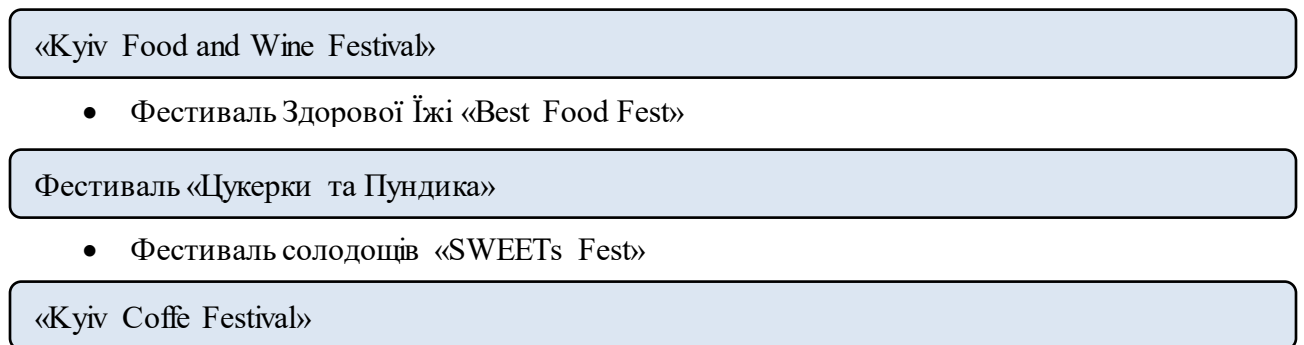 «Kyiv Food and Wine Festival»
• Фестиваль Здорової Їжі «Best Food Fest»
Фестиваль «Цукерки та Пундика»
• Фестиваль солодощів «SWEETs Fest»
«Kyiv Coffe Festival»